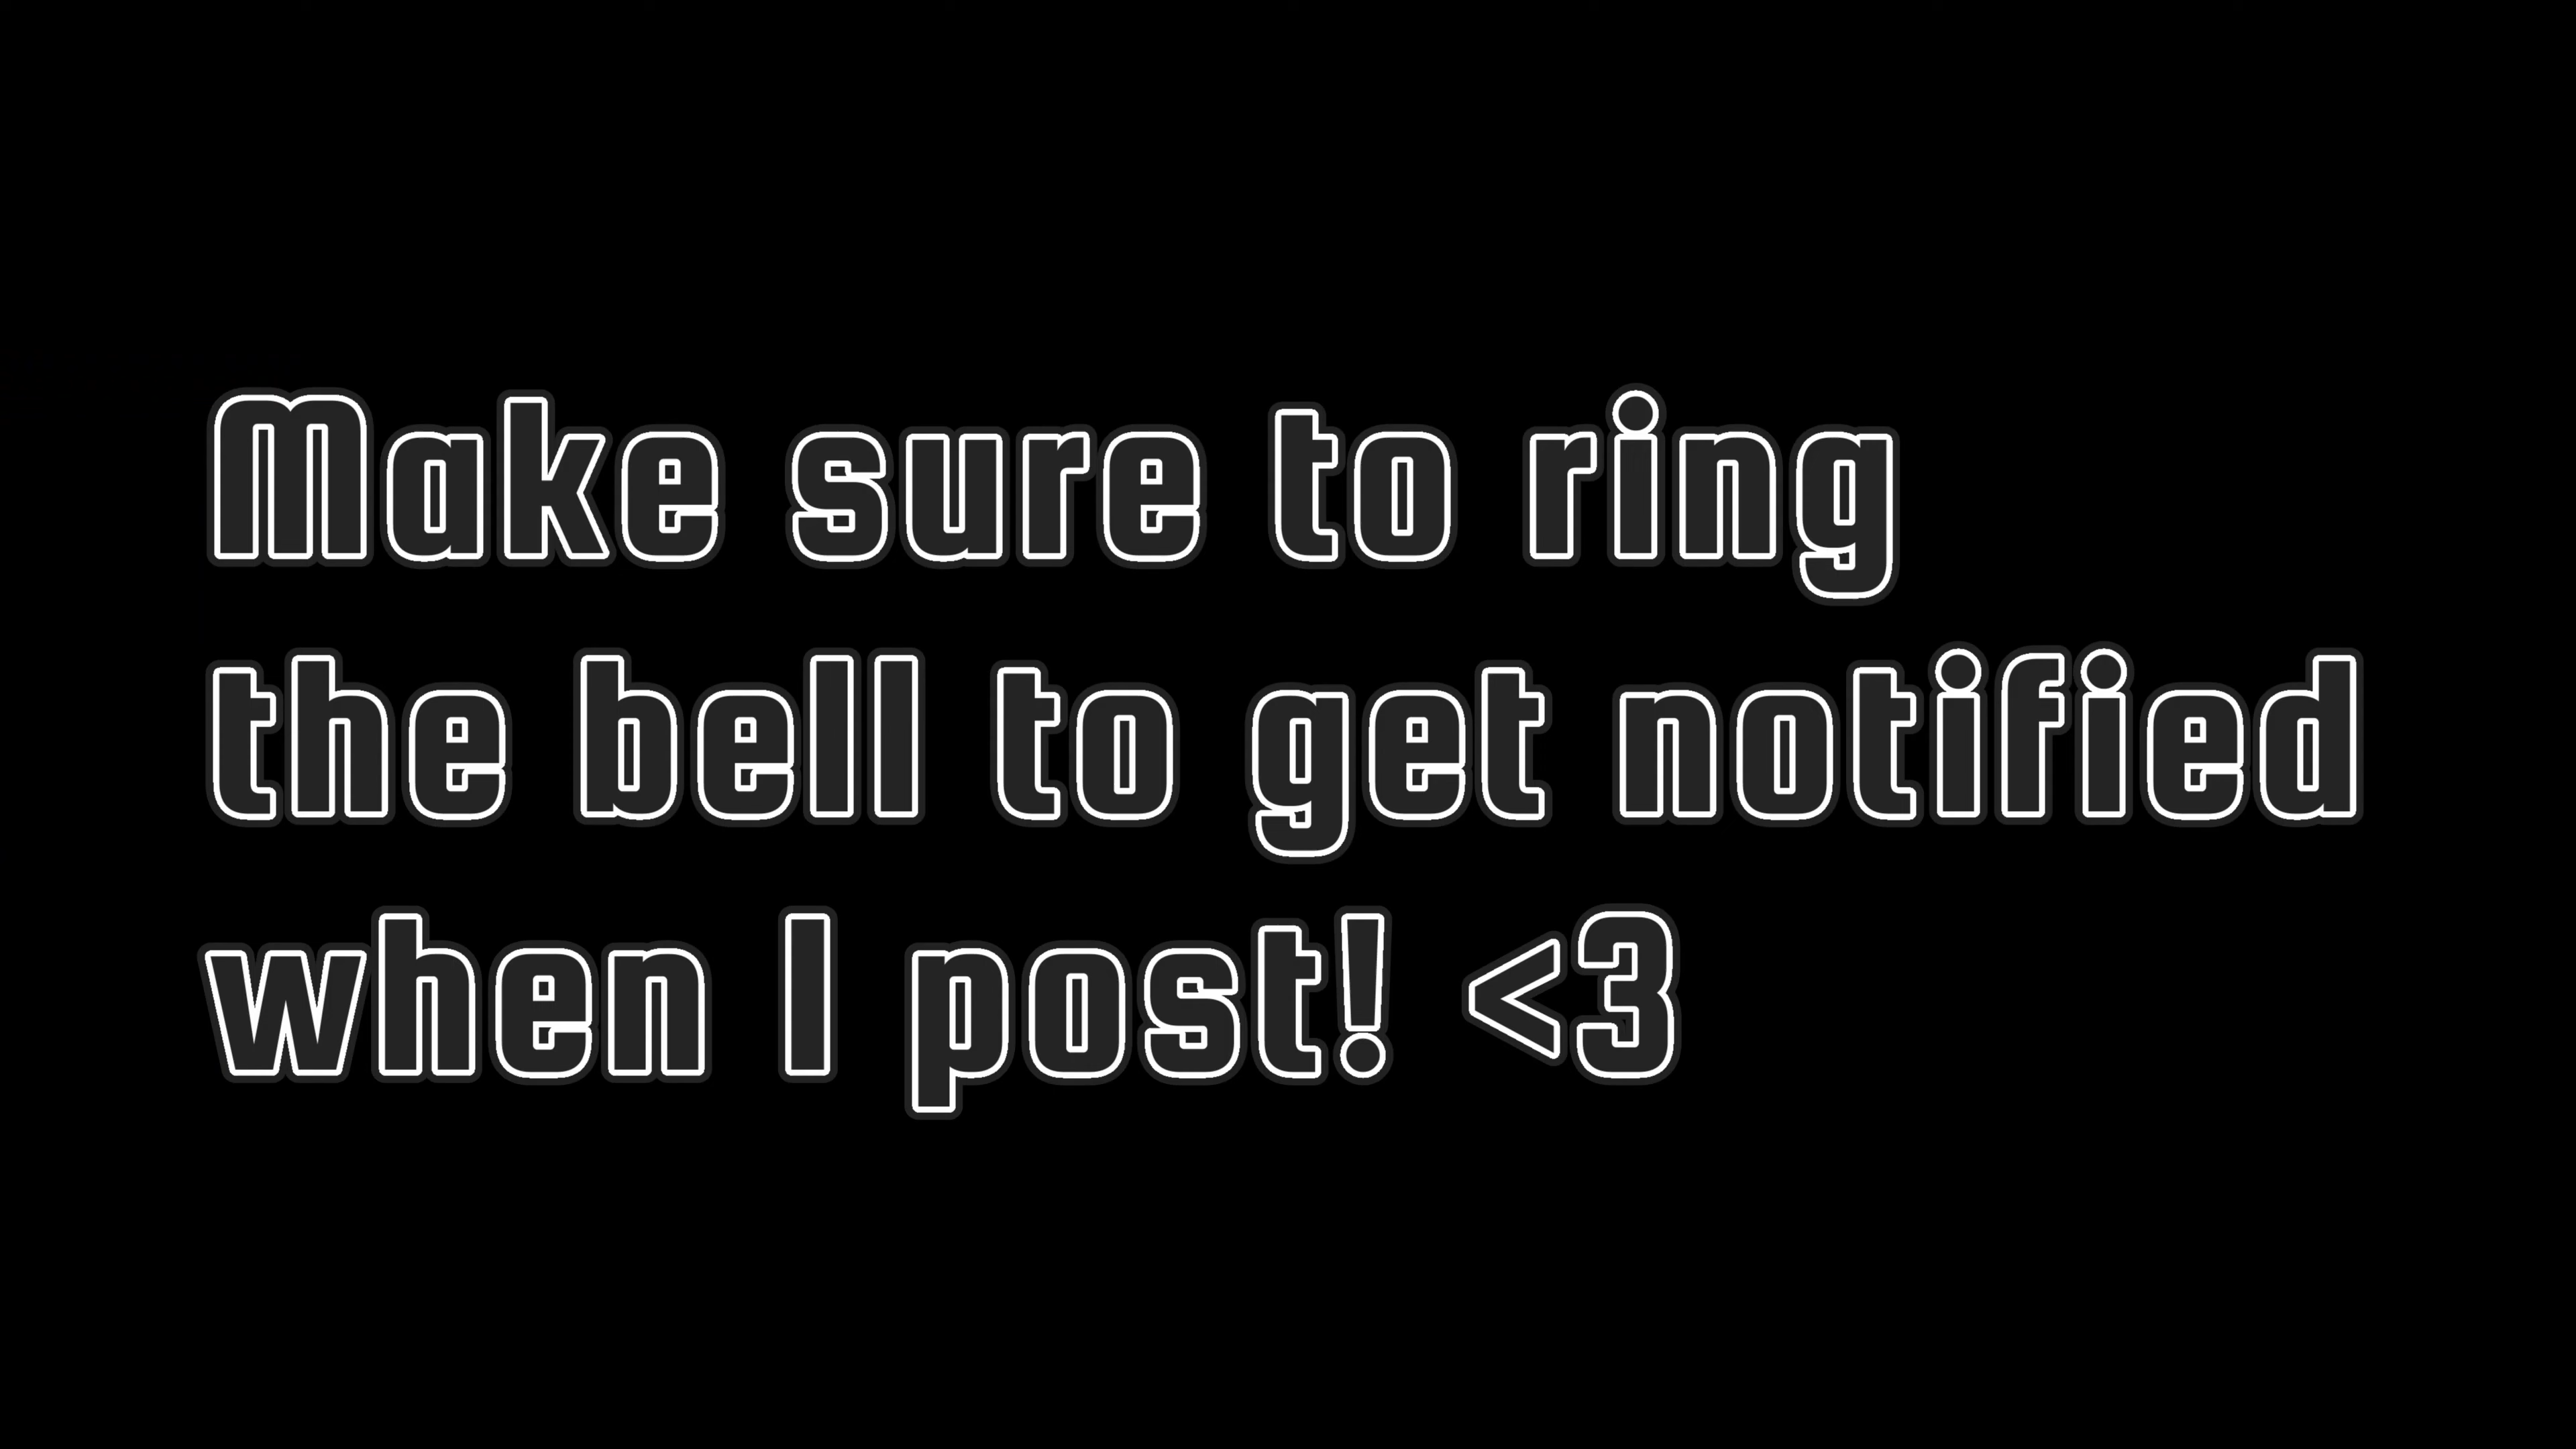 Make sure to ring
the bell to get notified
when I post! <3